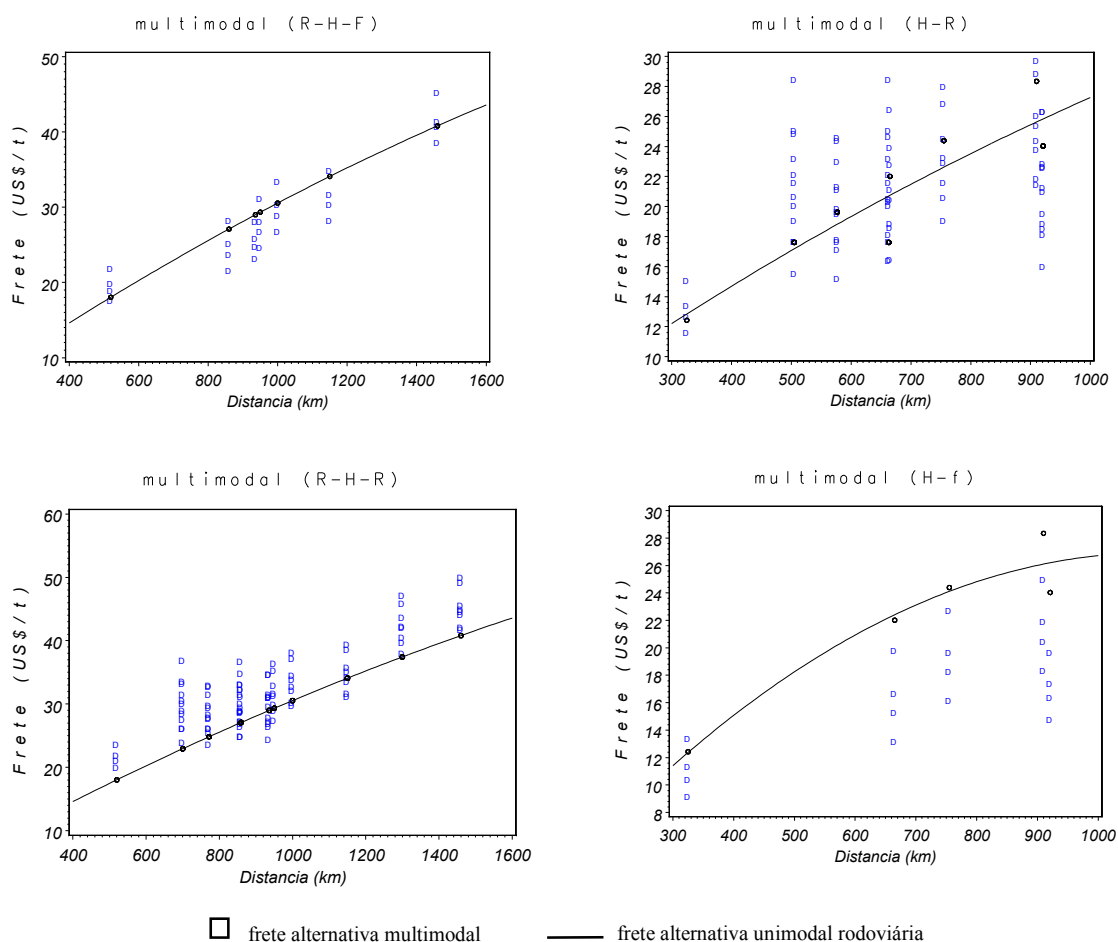 multimodal (R-H-F)
50
40
30
20
10
Frete (US$/t)
400 600 800 1000 1200 1400 1600
Distancia (km)
multimodal (H-R)
30
28
26
24
22
20
18
16
14
12
10
Frete (US$/t)
300 400 500 600 700 800 900 1000
Distancia (km)
multimodal (R-H-R)
60
50
40
30
20
10
Frete (US$/t)
400 600 800 1000 1200 1400 1600
Distancia (km)
multimodal (H-f)
30
28
26
24
22
20
18
16
14
12
10
8
Frete (US$/t)
300 400 500 600 700 800 900 1000
Distancia (km)
frete alternativa multimodal
frete alternativa unimodal rodoviária